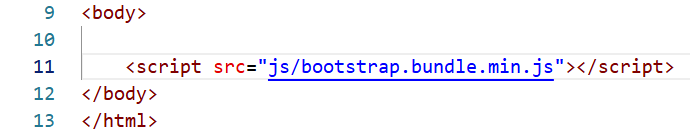 9 <body>
10
11 <script src="js/bootstrap.bundle.min.js"></script>
12 </body>
13 </html>